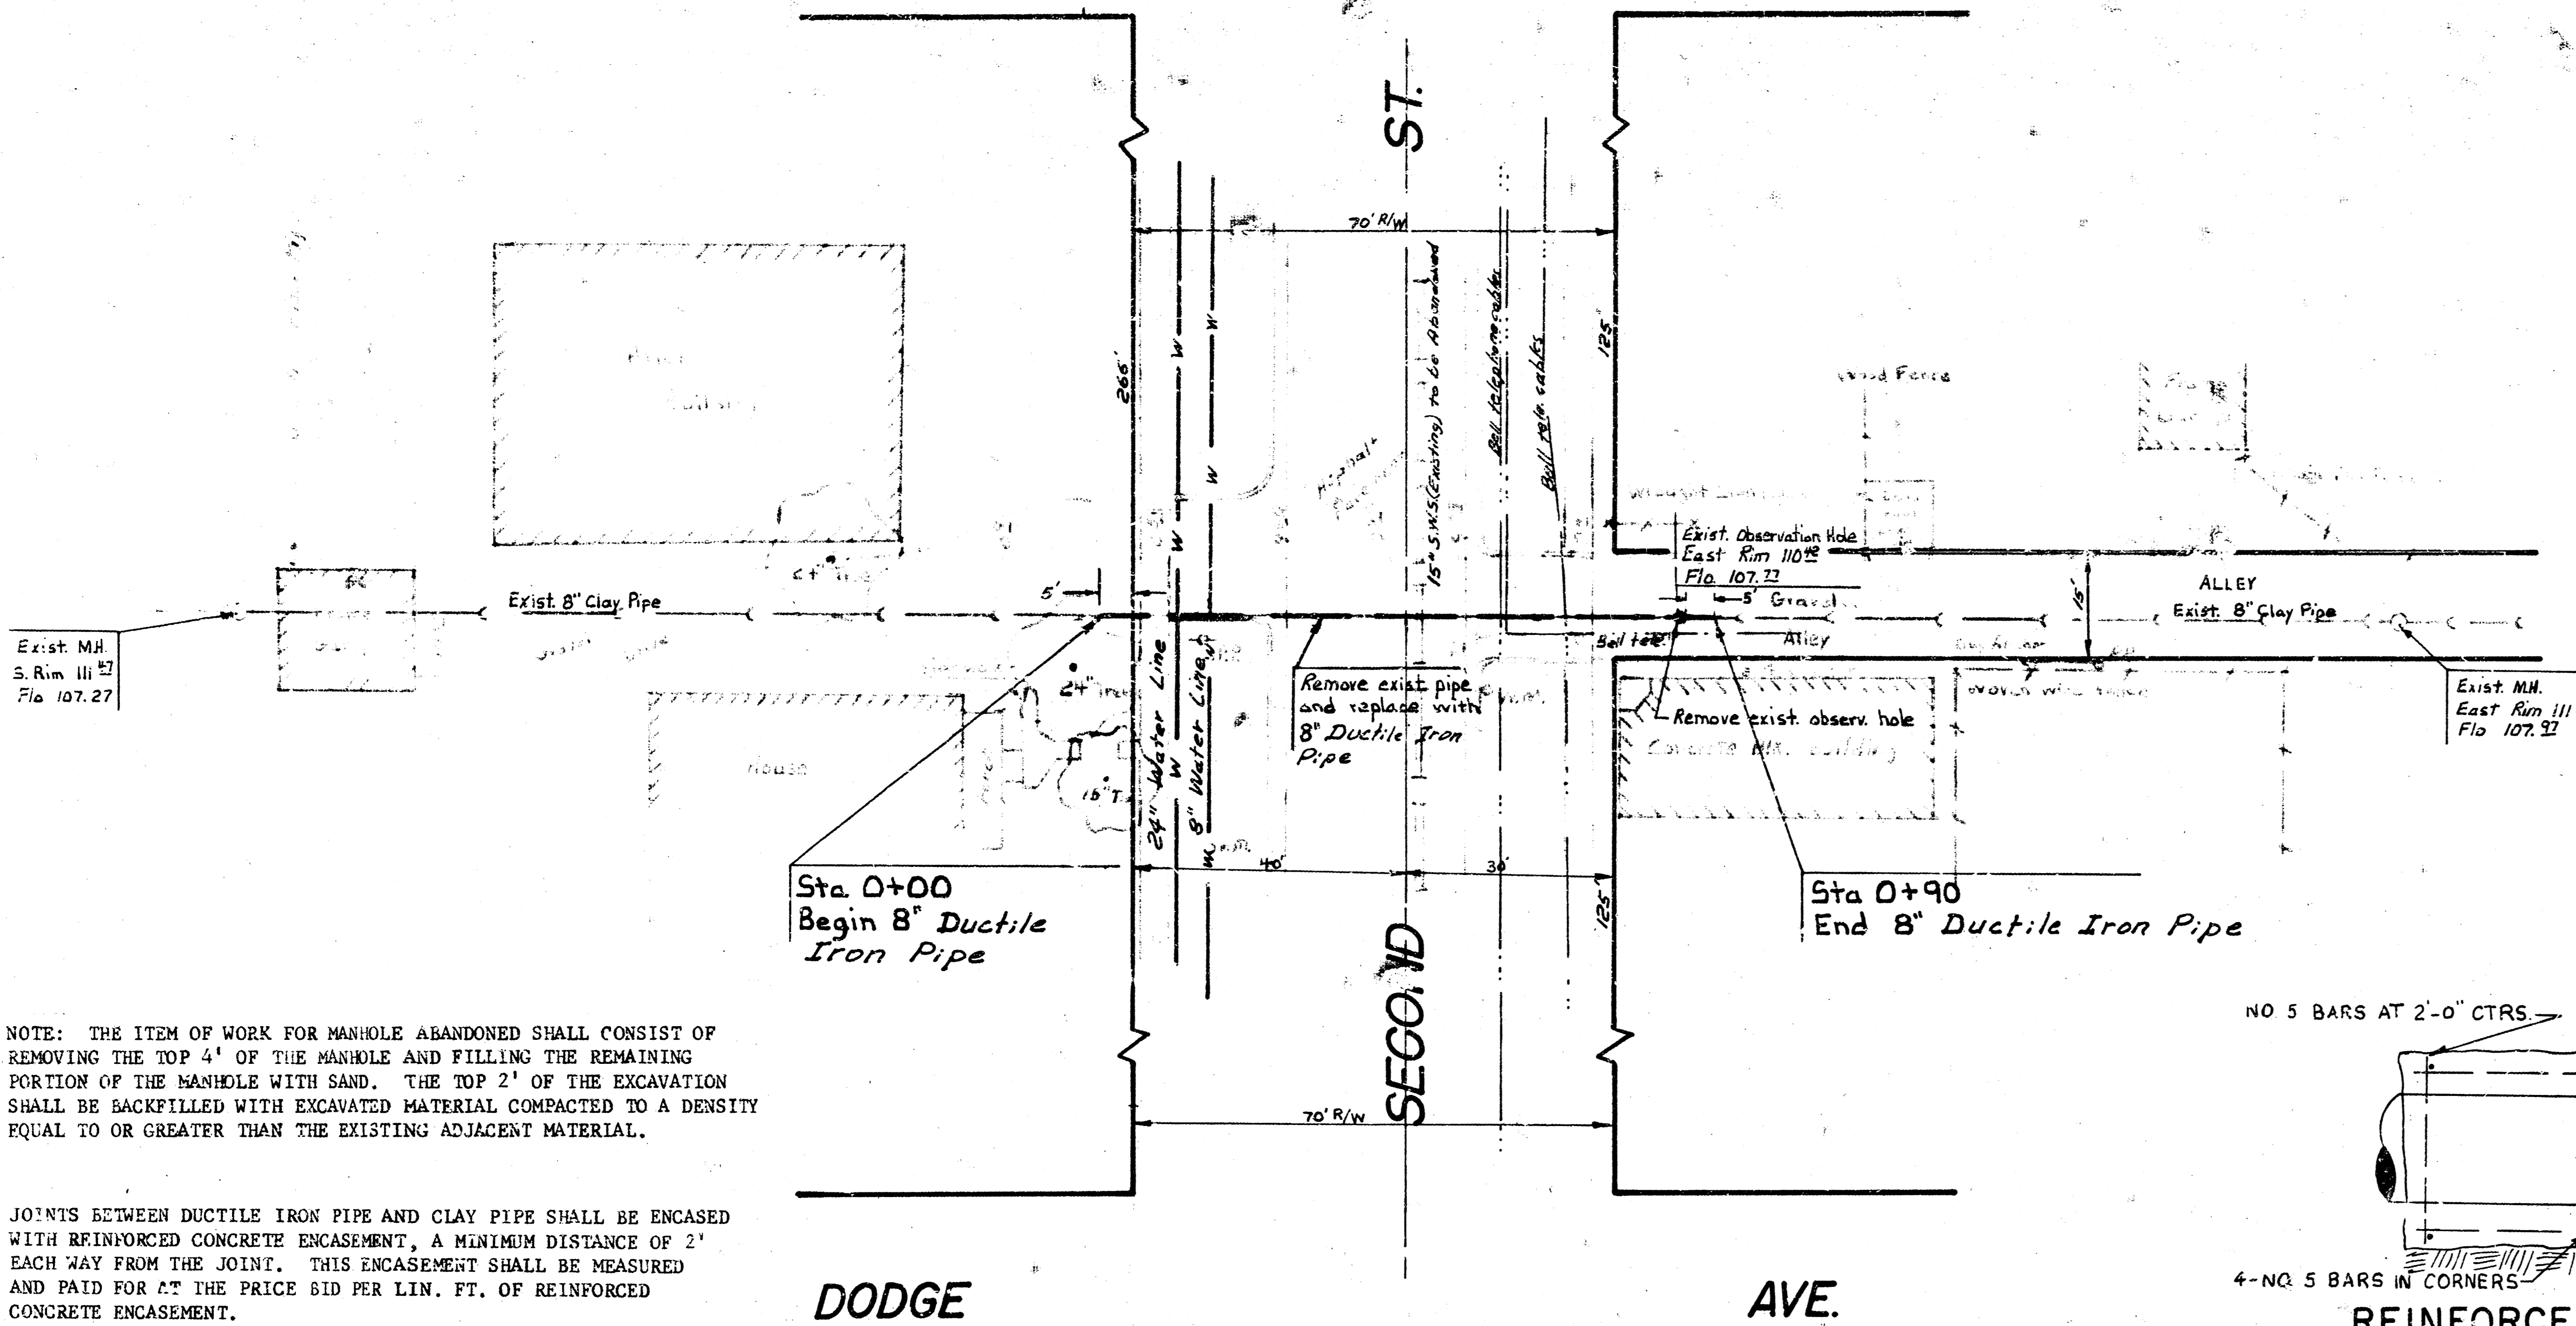 ST.
70' R/W
15" S.W.S. (Existing) to be Abandoned
Bell telephone cables
Bell tele. cables
266'
125'
W
W
W
W
Wood Fence
Exist. Observation Hole
East Rim 110.42
Flo 107.77
5' Gravel
Alley
ALLEY
15'
Exist. 8" Clay Pipe
Exist. 8" Clay Pipe
5'
Exist. M.H.
S. Rim 111.47
Flo 107.27
Bell tele.
24" Water Line
W
8" Water Line
W
24"
House
Remove exist pipe
and replace with
8" Ductile Iron
Pipe
Remove exist. observ. hole
Concrete Blk. Building
Woven wire fence
Exist. M.H.
East Rim 111
Flo 107.97
40'
30'
125'
Sta 0+00
Begin 8" Ductile
Iron Pipe
Sta 0+90
End 8" Ductile Iron Pipe
SECOND
70' R/W
NOTE: THE ITEM OF WORK FOR MANHOLE ABANDONED SHALL CONSIST OF
REMOVING THE TOP 4' OF THE MANHOLE AND FILLING THE REMAINING
PORTION OF THE MANHOLE WITH SAND. THE TOP 2' OF THE EXCAVATION
SHALL BE BACKFILLED WITH EXCAVATED MATERIAL COMPACTED TO A DENSITY
EQUAL TO OR GREATER THAN THE EXISTING ADJACENT MATERIAL.
JOINTS BETWEEN DUCTILE IRON PIPE AND CLAY PIPE SHALL BE ENCASED
WITH REINFORCED CONCRETE ENCASEMENT, A MINIMUM DISTANCE OF 2'
EACH WAY FROM THE JOINT. THIS ENCASEMENT SHALL BE MEASURED
AND PAID FOR AT THE PRICE BID PER LIN. FT. OF REINFORCED
CONCRETE ENCASEMENT.
DODGE AVE.
NO. 5 BARS AT 2'-0" CTRS.
4-NO. 5 BARS IN CORNERS
REINFORCE